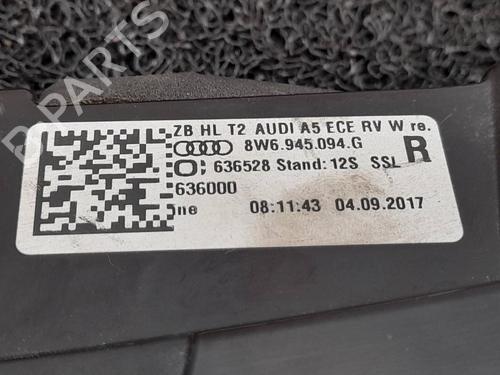 ZB HL T2 AUDI A5 ECE RV W re.
8W6.945.094.G
636528 Stand: 12S SSL R
636000
ne 08:11:43 04.09.2017
B-PARTS